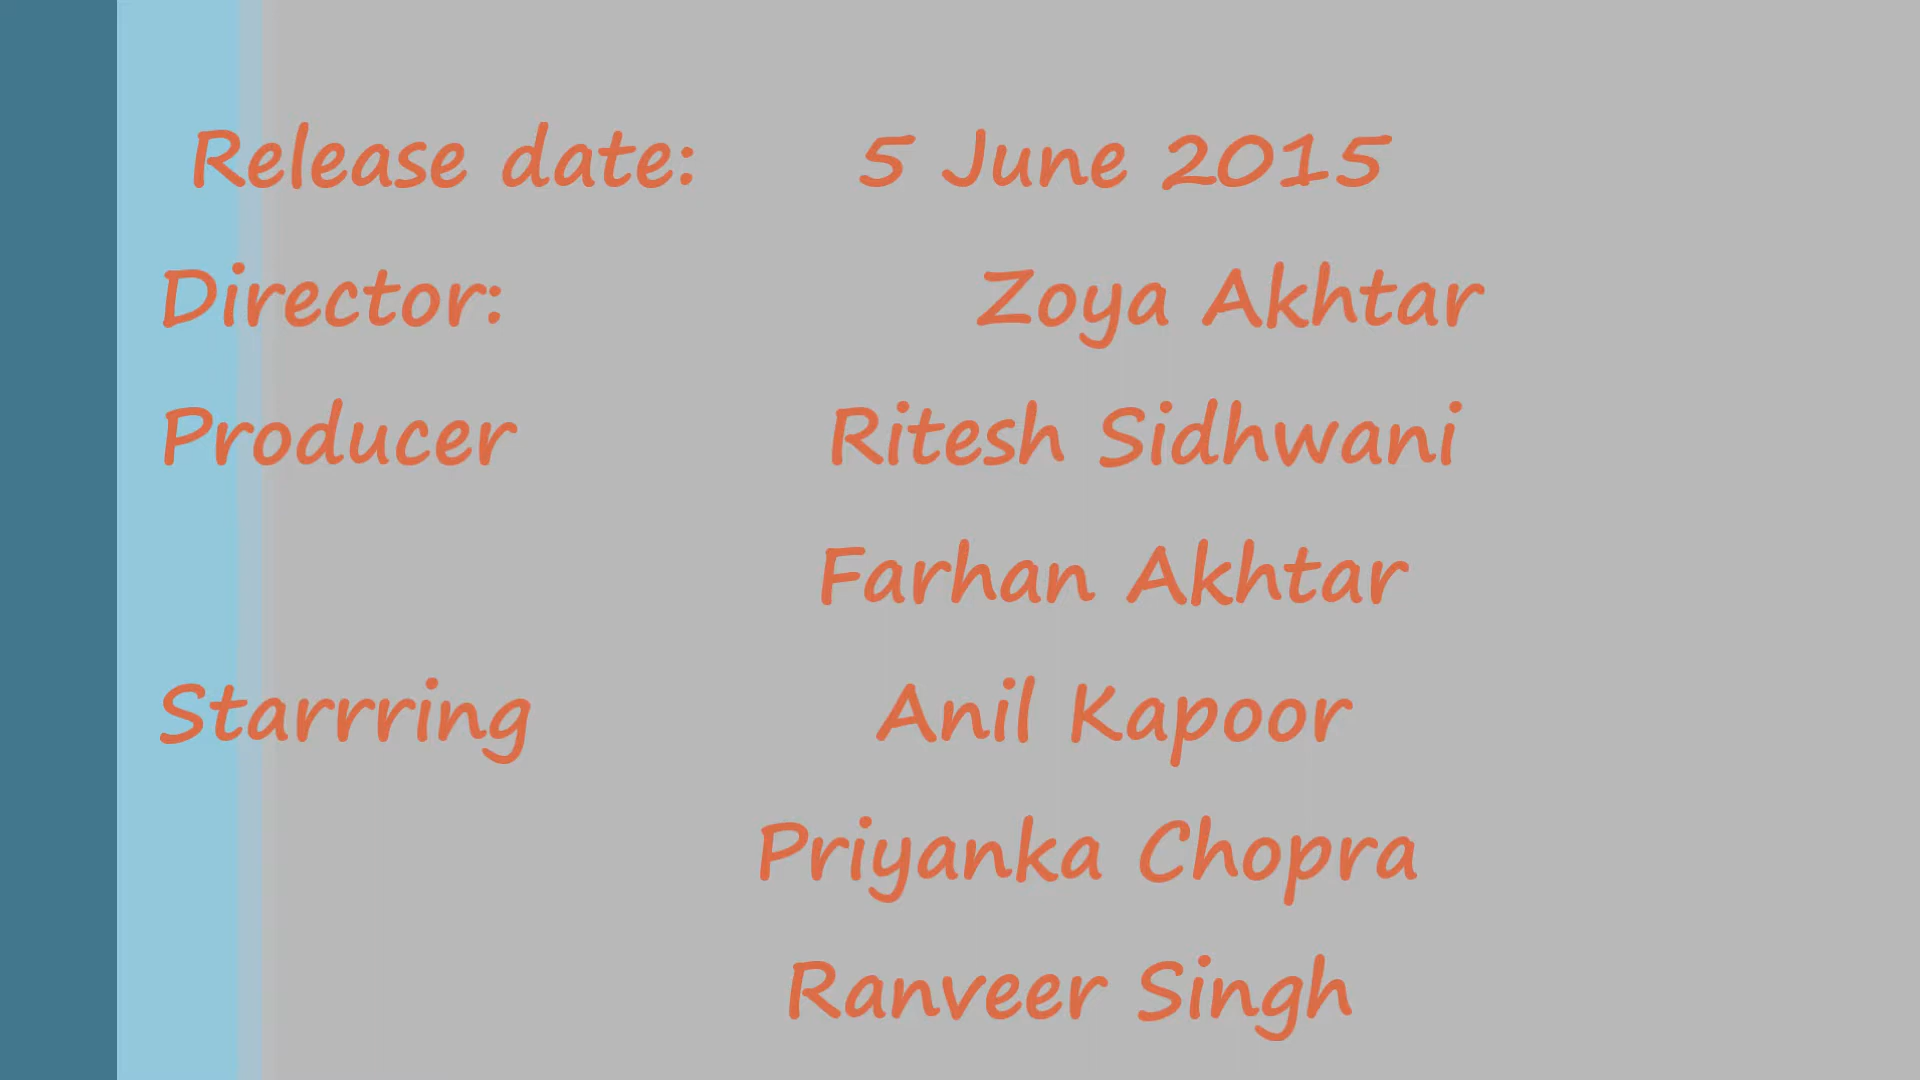 Release date: 5 June 2015
Director: Zoya Akhtar
Producer Ritesh Sidhwani
Farhan Akhtar
Starrring Anil Kapoor
Priyanka Chopra
Ranveer Singh